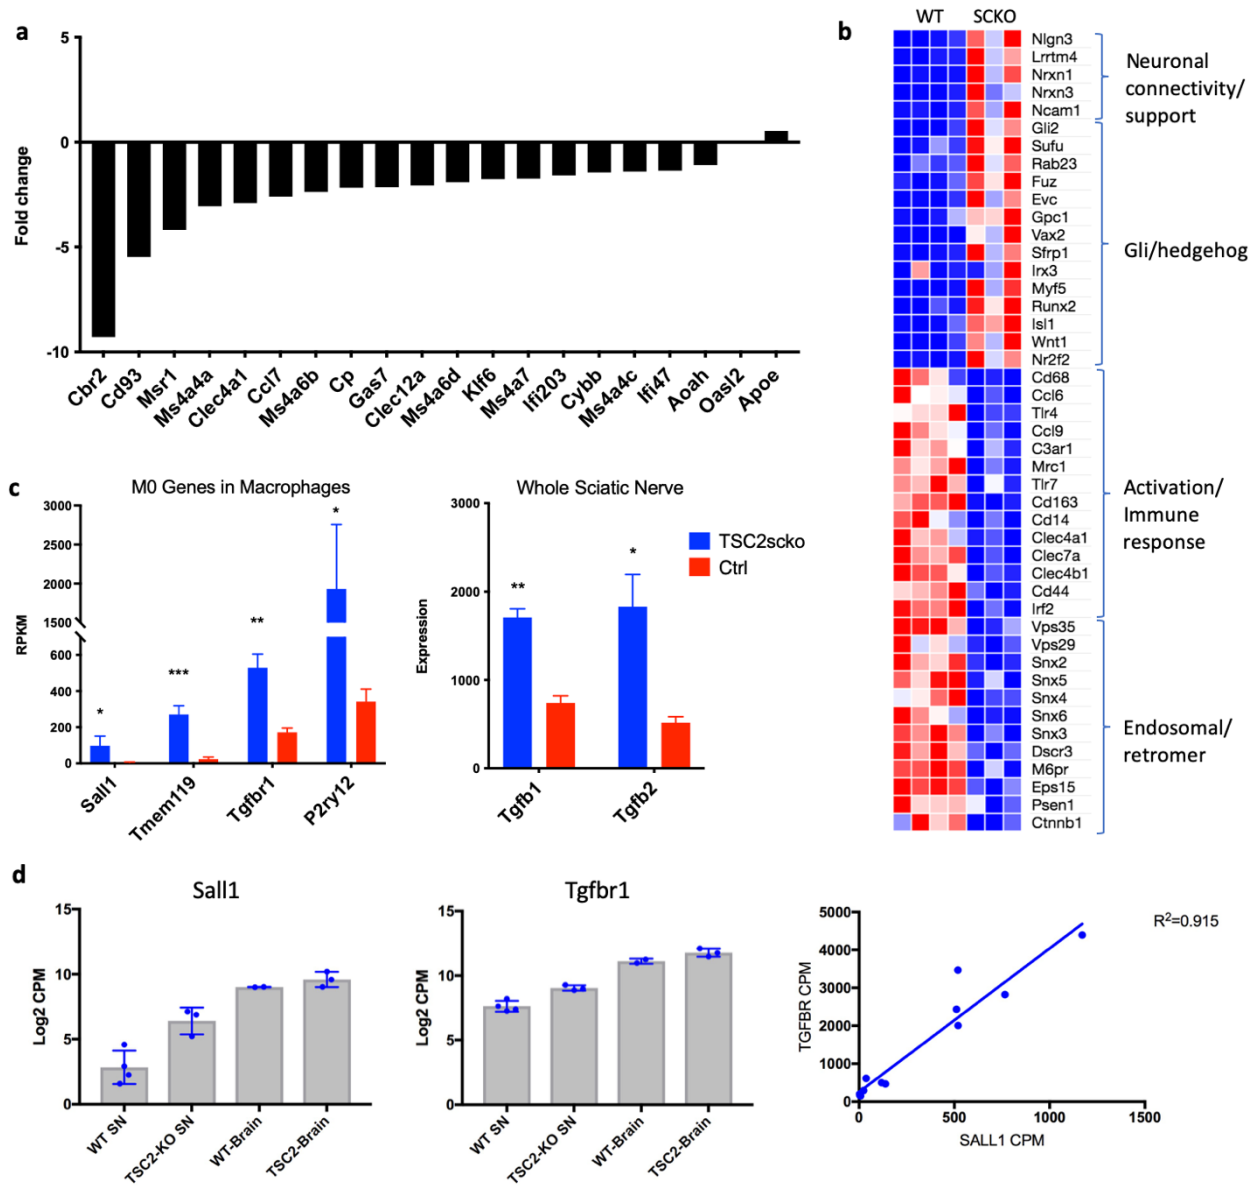 a
5
0
-5
-10
Fold change
Cbr2
Cd93
Msr1
Ms4a4a
Clec4a1
Ccl7
Ms4a6b
Cp
Gas7
Clec12a
Ms4a6d
Klf6
Ms4a7
Ifi203
Cybb
Ms4a4c
Ifi47
Aoah
Oasl2
Apoe
b
WT SCKO
Nlgn3
Lrrtm4
Nrxn1
Nrxn3
Ncam1
Gli2
Sufu
Rab23
Fuz
Evc
Gpc1
Vax2
Sfrp1
Irx3
Myf5
Runx2
Isl1
Wnt1
Nr2f2
Cd68
Ccl6
Tlr4
Ccl9
C3ar1
Mrc1
Tlr7
Cd163
Cd14
Clec4a1
Clec7a
Clec4b1
Cd44
Irf2
Vps35
Vps29
Snx2
Snx5
Snx4
Snx6
Snx3
Dscr3
M6pr
Eps15
Psen1
Ctnnb1
Neuronal
connectivity/
support
Gli/hedgehog
Activation/
Immune
response
Endosomal/
retromer
c
M0 Genes in Macrophages
3000
2500
2000
1500
600
400
200
0
RPKM
*
***
**
*
Sall1
Tmem119
Tgfbr1
P2ry12
Whole Sciatic Nerve
3000
2000
1000
0
Expression
**
*
Tgfb1
Tgfb2
TSC2scko
Ctrl
d
Sall1
15
10
5
0
Log2 CPM
WT SN
TSC2-KO SN
WT-Brain
TSC2-Brain
Tgfbr1
15
10
5
0
Log2 CPM
WT SN
TSC2-KO SN
WT-Brain
TSC2-Brain
R2=0.915
5000
4000
3000
2000
1000
0
TGFBR CPM
0
500
1000
1500
SALL1 CPM